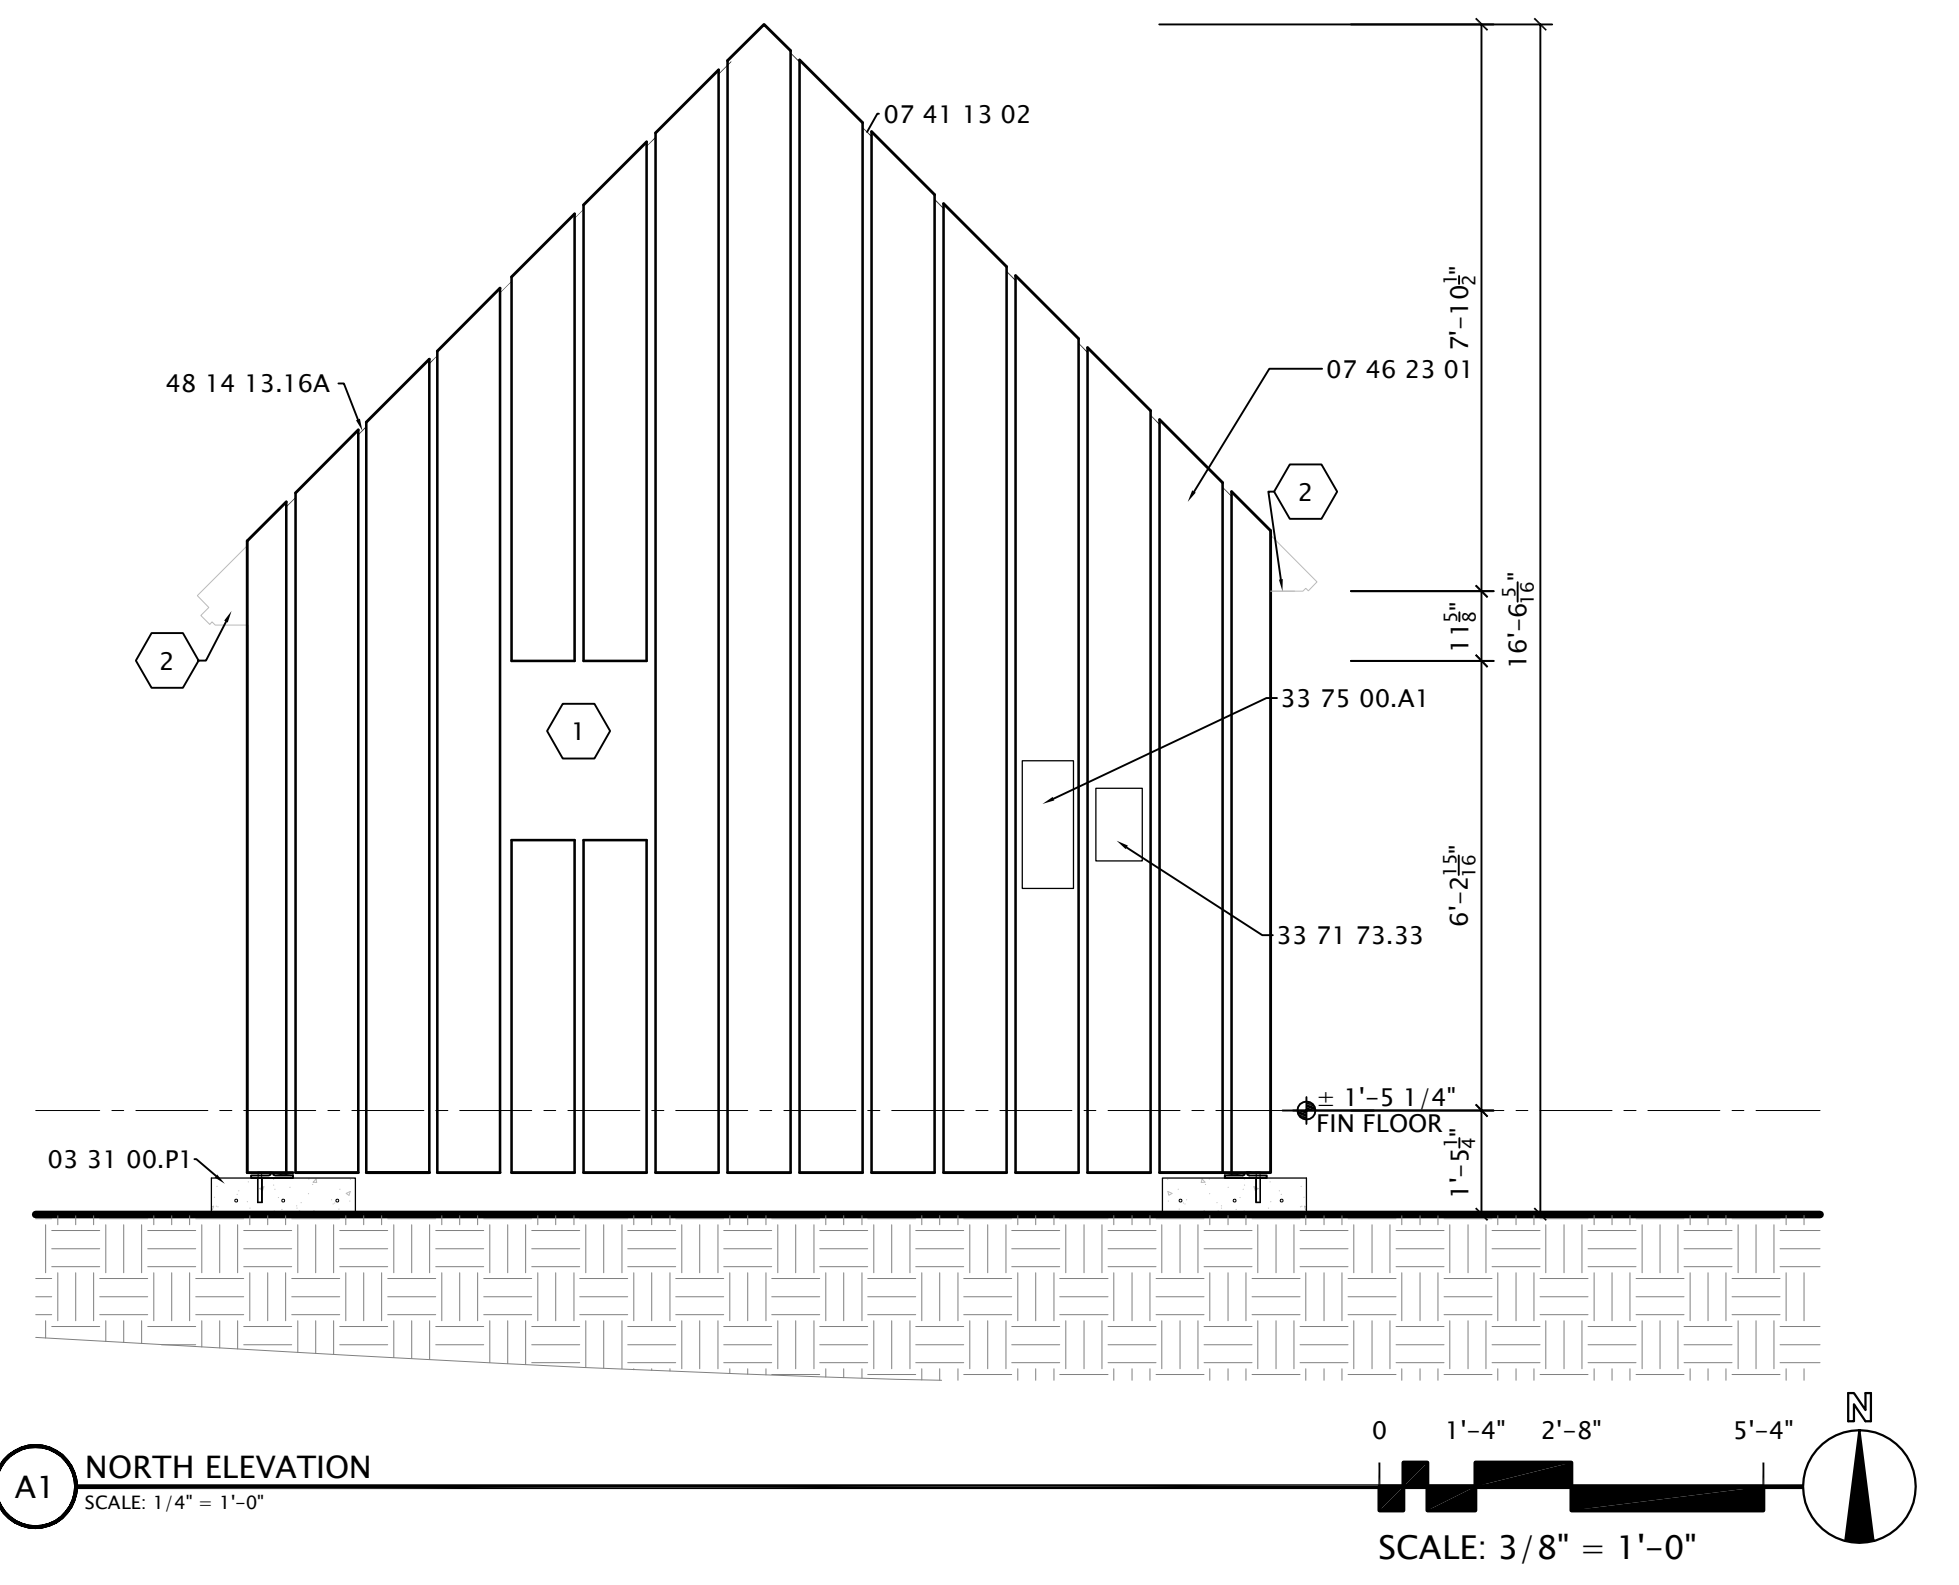 07 41 13 02
7'-10 1/2"
48 14 13.16A
07 46 23 01
2
2
11 5/8"
16'-6 5/16"
33 75 00.A1
1
6'-2 15/16"
33 71 73.33
± 1'-5 1/4"
FIN FLOOR
1'-5 1/4"
03 31 00.P1
N
0 1'-4" 2'-8" 5'-4"
A1
NORTH ELEVATION
SCALE: 1/4" = 1'-0"
SCALE: 3/8" = 1'-0"